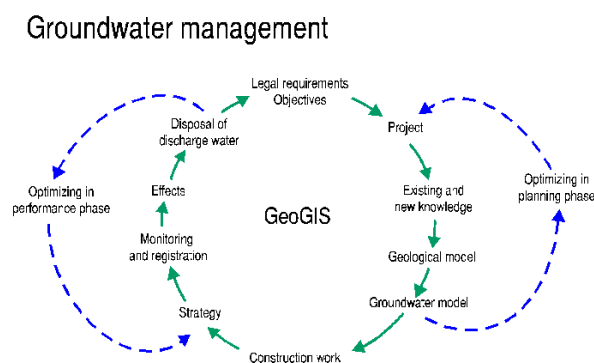 Groundwater management
Legal requirements
Objectives
Project
Existing and
new knowledge
Geological model
Groundwater model
Construction work
Strategy
Monitoring
and registration
Effects
Disposal of
discharge water
Optimizing in
performance phase
GeoGIS
Optimizing in
planning phase